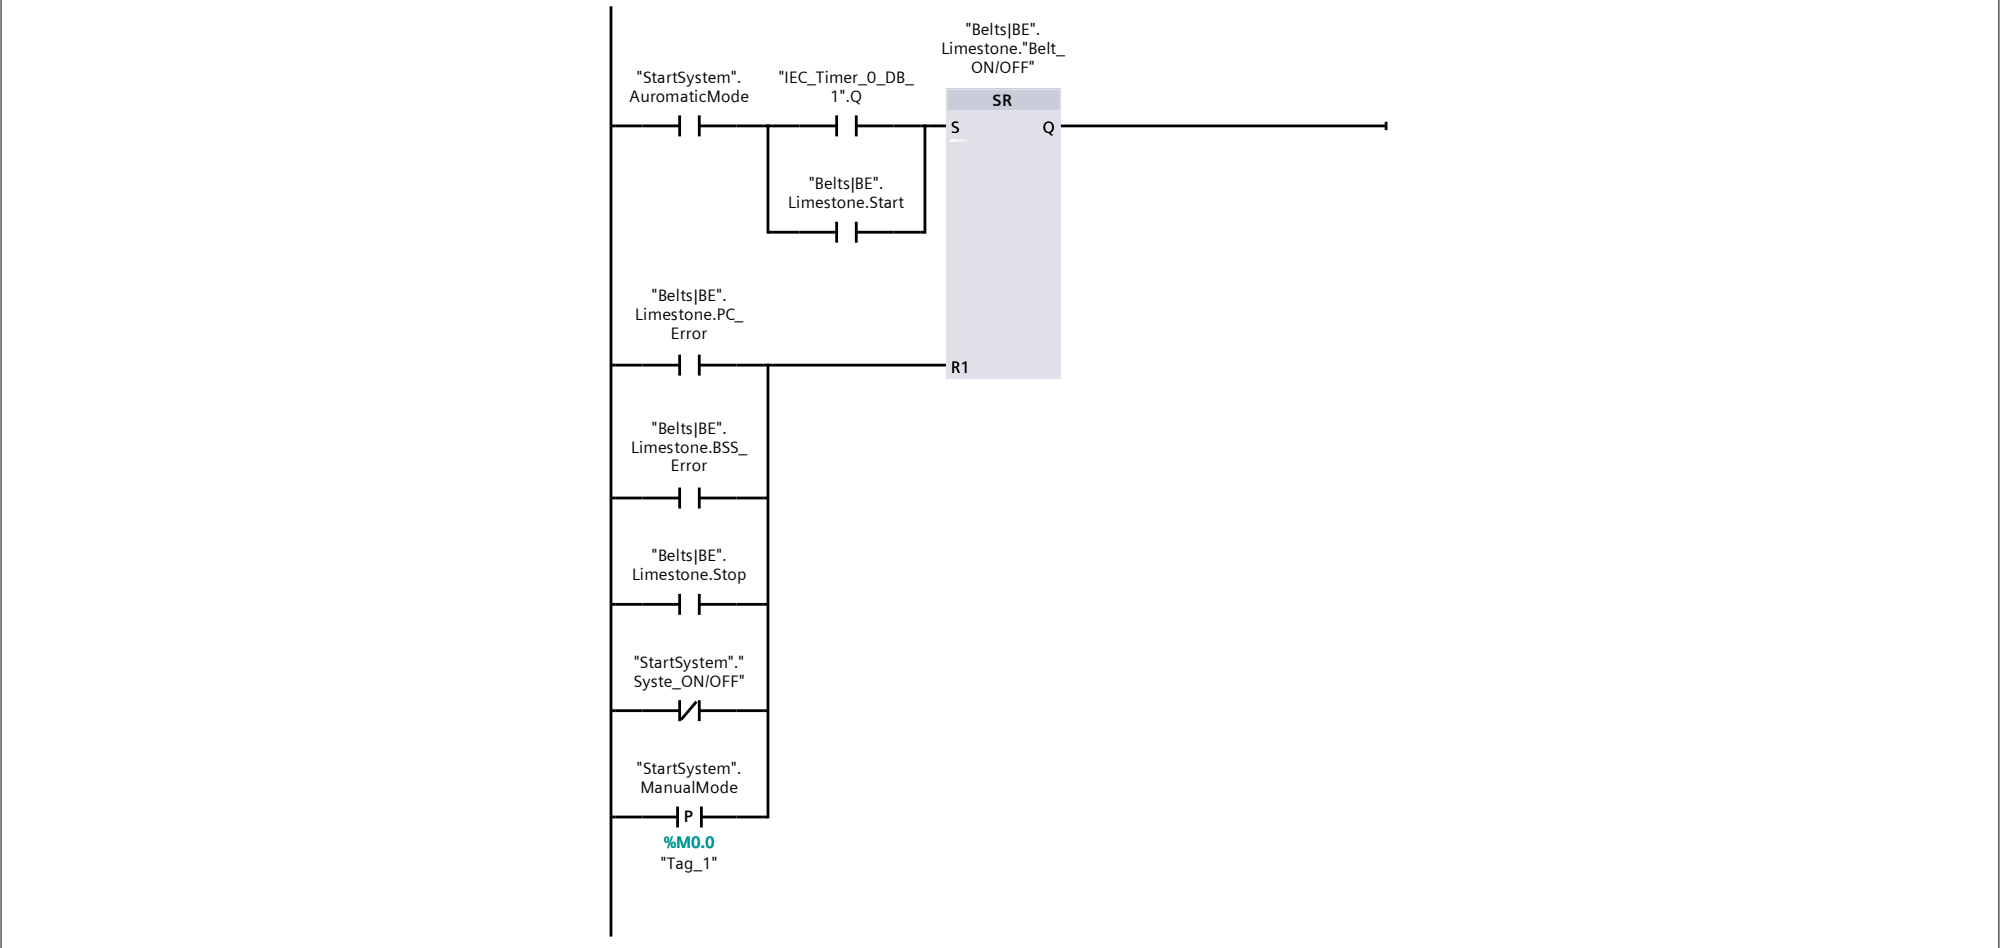 "Belts|BE".
Limestone."Belt_
ON/OFF"
"StartSystem".
AuromaticMode
"IEC_Timer_0_DB_
1".Q
SR
S
Q
"Belts|BE".
Limestone.Start
"Belts|BE".
Limestone.PC_
Error
R1
"Belts|BE".
Limestone.BSS_
Error
"Belts|BE".
Limestone.Stop
"StartSystem"."
Syste_ON/OFF"
"StartSystem".
ManualMode
P
%M0.0
"Tag_1"